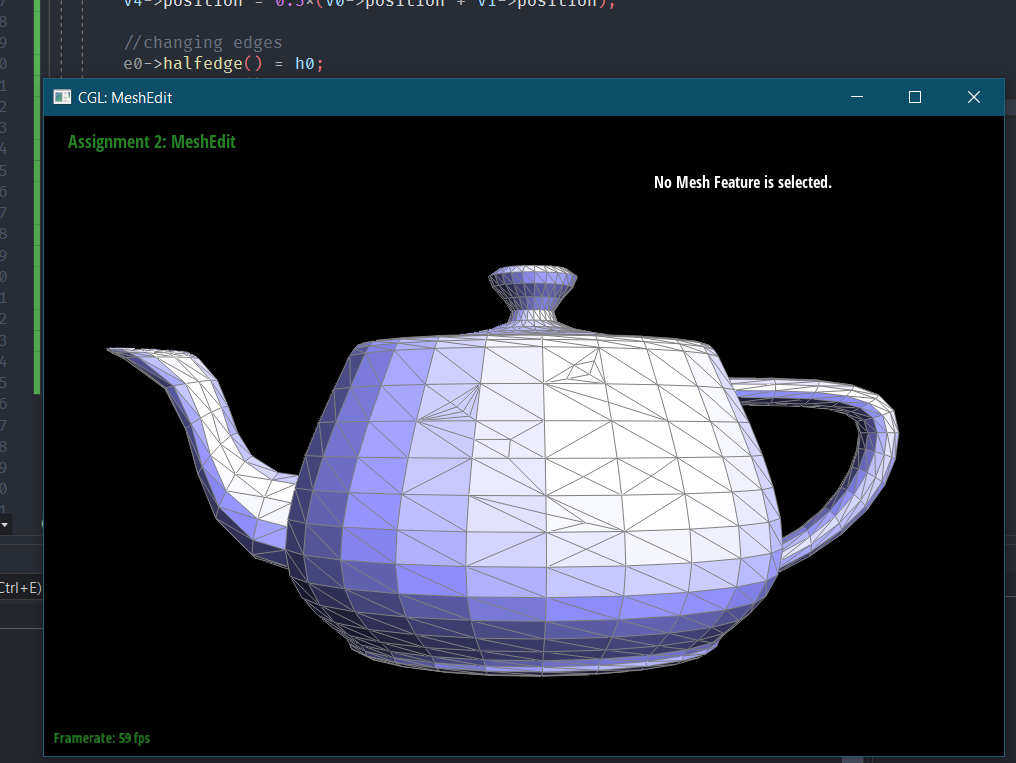 v4->position = 0.5*(v0->position + v1->position);
//changing edges
e0->halfedge() = h0;
CGL: MeshEdit
Assignment 2: MeshEdit
No Mesh Feature is selected.
Ctrl+E)
Framerate: 59 fps